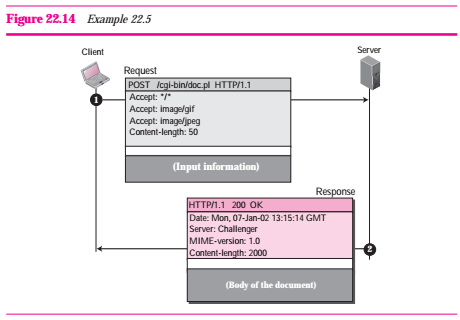 Figure 22.14 Example 22.5
Client
Server
Request
POST /cgi-bin/doc.pl HTTP/1.1
1
Accept: */*
Accept: image/gif
Accept: image/jpeg
Content-length: 50
(Input information)
Response
HTTP/1.1 200 OK
Date: Mon, 07-Jan-02 13:15:14 GMT
Server: Challenger
MIME-version: 1.0
2
Content-length: 2000
(Body of the document)